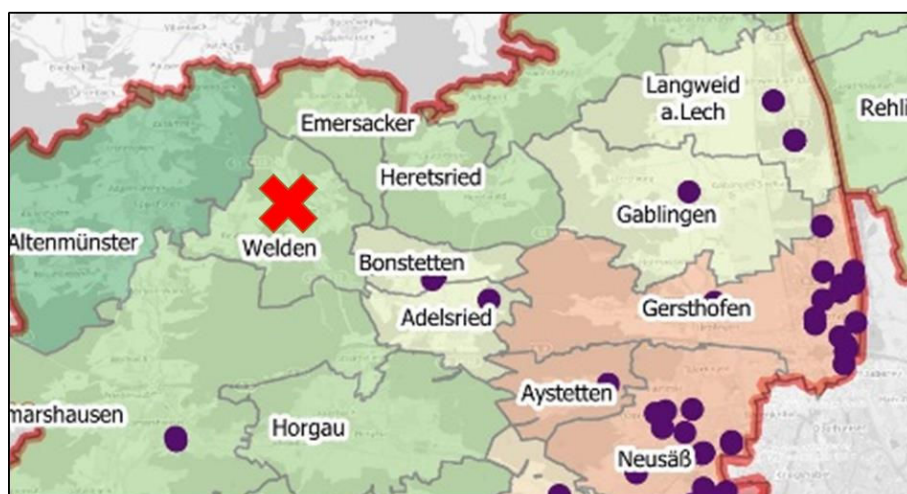 Langweid
a.Lech
Rehli
Emersacker
Heretsried
Gablingen
Altenmünster
Welden
Bonstetten
Adelsried
Gersthofen
Aystetten
marshausen
Horgau
Neusäß